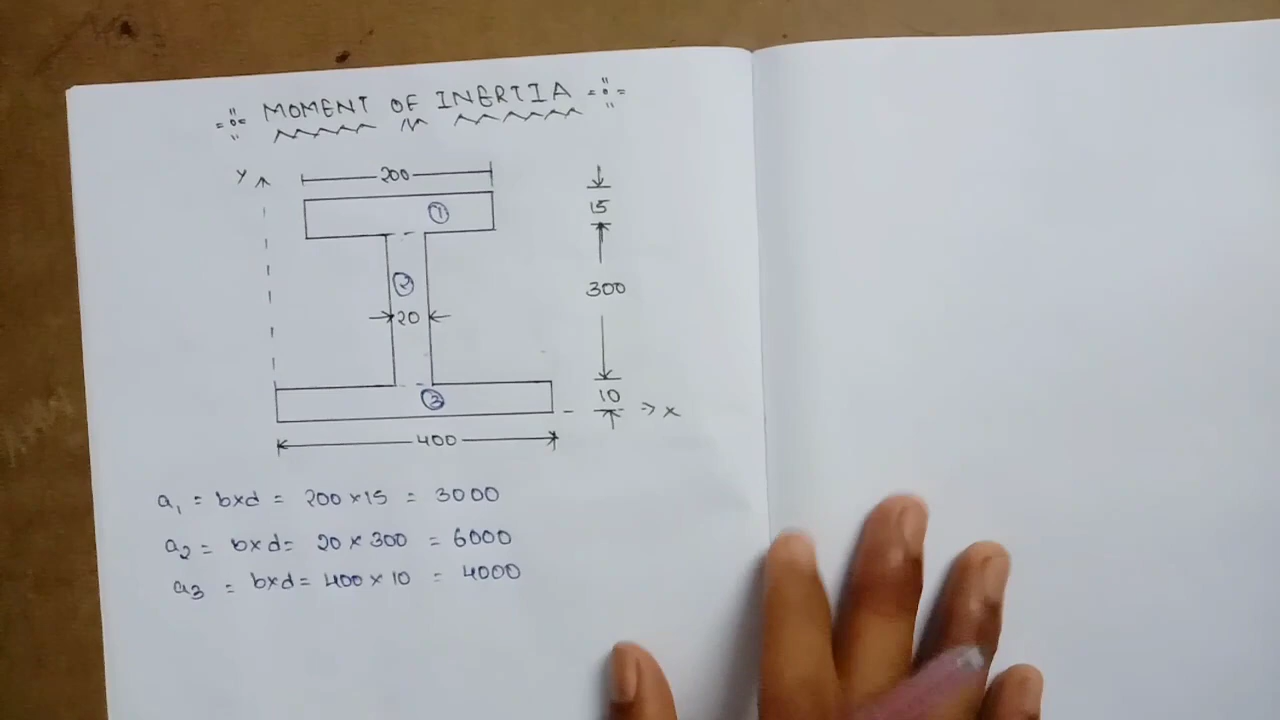 MOMENT OF INERTIA
Y
200
15
1
2
300
20
3
10
x
400
a1 = b×d = 200×15 = 3000
a2 = b×d = 20 × 300 = 6000
a3 = b×d = 400 × 10 = 4000